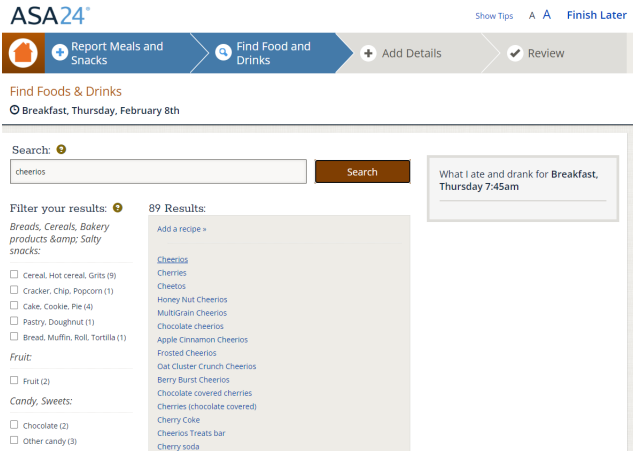 ASA24®
Show Tips A A Finish Later
Report Meals and
Snacks
Find Food and
Drinks
Add Details
Review
Find Foods & Drinks
Breakfast, Thursday, February 8th
Search: ?
cheerios
Search
What I ate and drank for Breakfast,
Thursday 7:45am
Filter your results: ?
Breads, Cereals, Bakery
products &amp; Salty
snacks:
Cereal, Hot cereal, Grits (9)
Cracker, Chip, Popcorn (1)
Cake, Cookie, Pie (4)
Pastry, Doughnut (1)
Bread, Muffin, Roll, Tortilla (1)
Fruit:
Fruit (2)
Candy, Sweets:
Chocolate (2)
Other candy (3)
89 Results:
Add a recipe »
Cheerios
Cherries
Cheetos
Honey Nut Cheerios
MultiGrain Cheerios
Chocolate cheerios
Apple Cinnamon Cheerios
Frosted Cheerios
Oat Cluster Crunch Cheerios
Berry Burst Cheerios
Chocolate covered cherries
Cherries (chocolate covered)
Cherry Coke
Cheerios Treats bar
Cherry soda